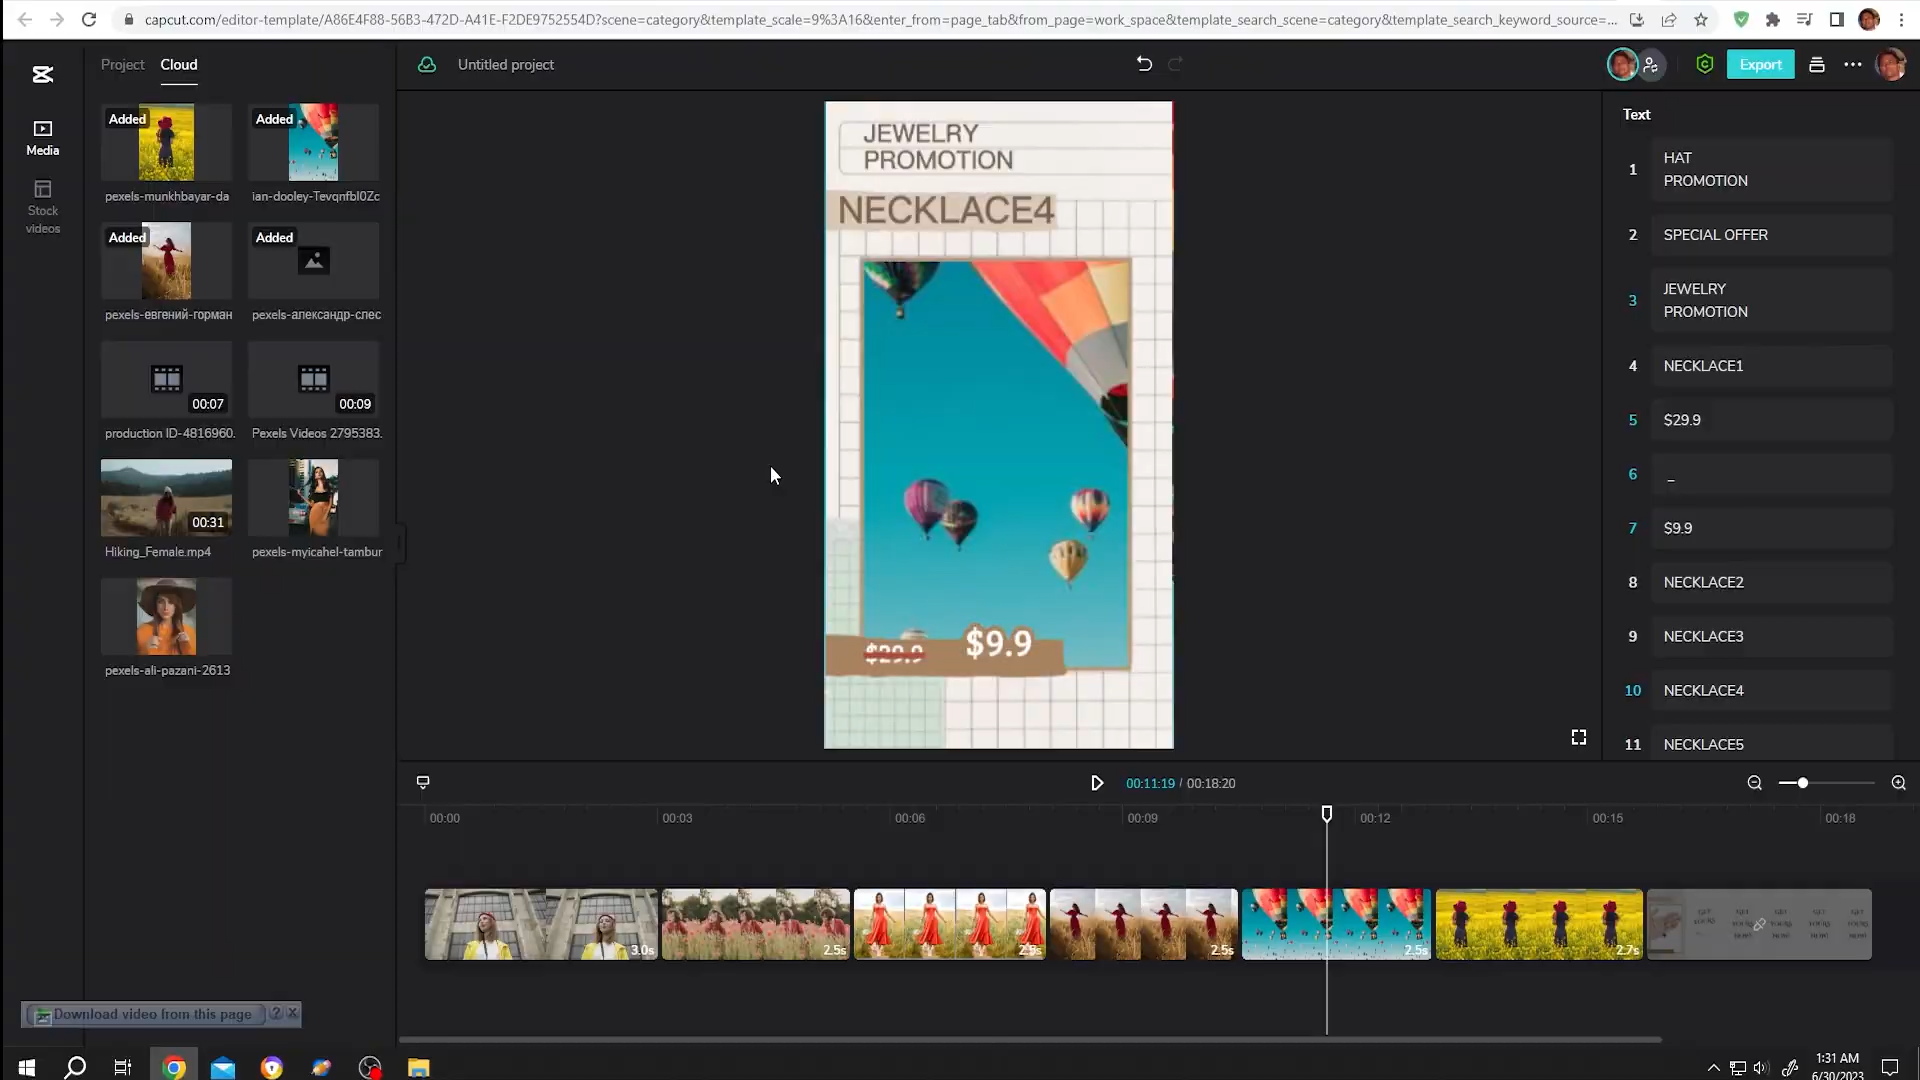 capcut.com/editor-template/A86E4F88-56B3-472D-A41E-F2DE9752554D?scene=category&template_scale=9%3A16&enter_from=page_tab&from_page=work_space&template_search_scene=category&template_search_keyword_source=...
Project
Cloud
Untitled project
Export
Media
Stock
videos
Added
pexels-munkhbayar-da
Added
ian-dooley-TevqnfbI0Zc
Added
pexels-евгений-горман
Added
pexels-александр-слес
00:07
production ID-4816960.
00:09
Pexels Videos 2795383.
00:31
Hiking_Female.mp4
pexels-myicahel-tambur
pexels-ali-pazani-2613
JEWELRY
PROMOTION
NECKLACE4
$29.9
$9.9
Text
1
HAT
PROMOTION
2
SPECIAL OFFER
3
JEWELRY
PROMOTION
4
NECKLACE1
5
$29.9
6
_
7
$9.9
8
NECKLACE2
9
NECKLACE3
10
NECKLACE4
11
NECKLACE5
00:11:19 / 00:18:20
00:00
00:03
00:06
00:09
00:12
00:15
00:18
3.0s
2.5s
2.5s
2.5s
2.7s
Download video from this page
? x
1:31 AM
6/30/2023